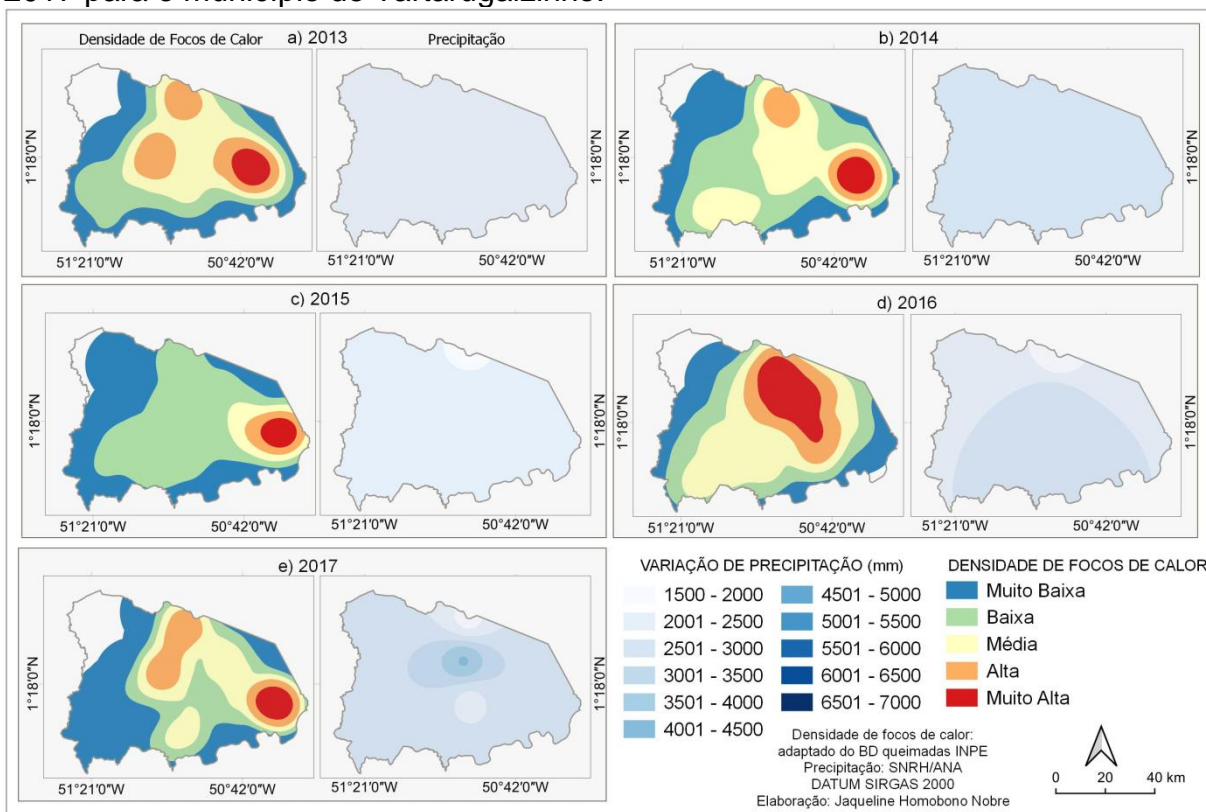 2017 para o município de Tartarugalzinho.
Densidade de Focos de Calor a) 2013 Precipitação
1°18'0"N
1°18'0"N
51°21'0"W 50°42'0"W 51°21'0"W 50°42'0"W
b) 2014
1°18'0"N
1°18'0"N
51°21'0"W 50°42'0"W 51°21'0"W 50°42'0"W
c) 2015
1°18'0"N
1°18'0"N
51°21'0"W 50°42'0"W 51°21'0"W 50°42'0"W
d) 2016
1°18'0"N
1°18'0"N
51°21'0"W 50°42'0"W 51°21'0"W 50°42'0"W
e) 2017
1°18'0"N
1°18'0"N
51°21'0"W 50°42'0"W 51°21'0"W 50°42'0"W
VARIAÇÃO DE PRECIPITAÇÃO (mm)
1500 - 2000
2001 - 2500
2501 - 3000
3001 - 3500
3501 - 4000
4001 - 4500
4501 - 5000
5001 - 5500
5501 - 6000
6001 - 6500
6501 - 7000
DENSIDADE DE FOCOS DE CALOR
Muito Baixa
Baixa
Média
Alta
Muito Alta
Densidade de focos de calor:
adaptado do BD queimadas INPE
Precipitação: SNRH/ANA
DATUM SIRGAS 2000
Elaboração: Jaqueline Homobono Nobre
0 20 40 km